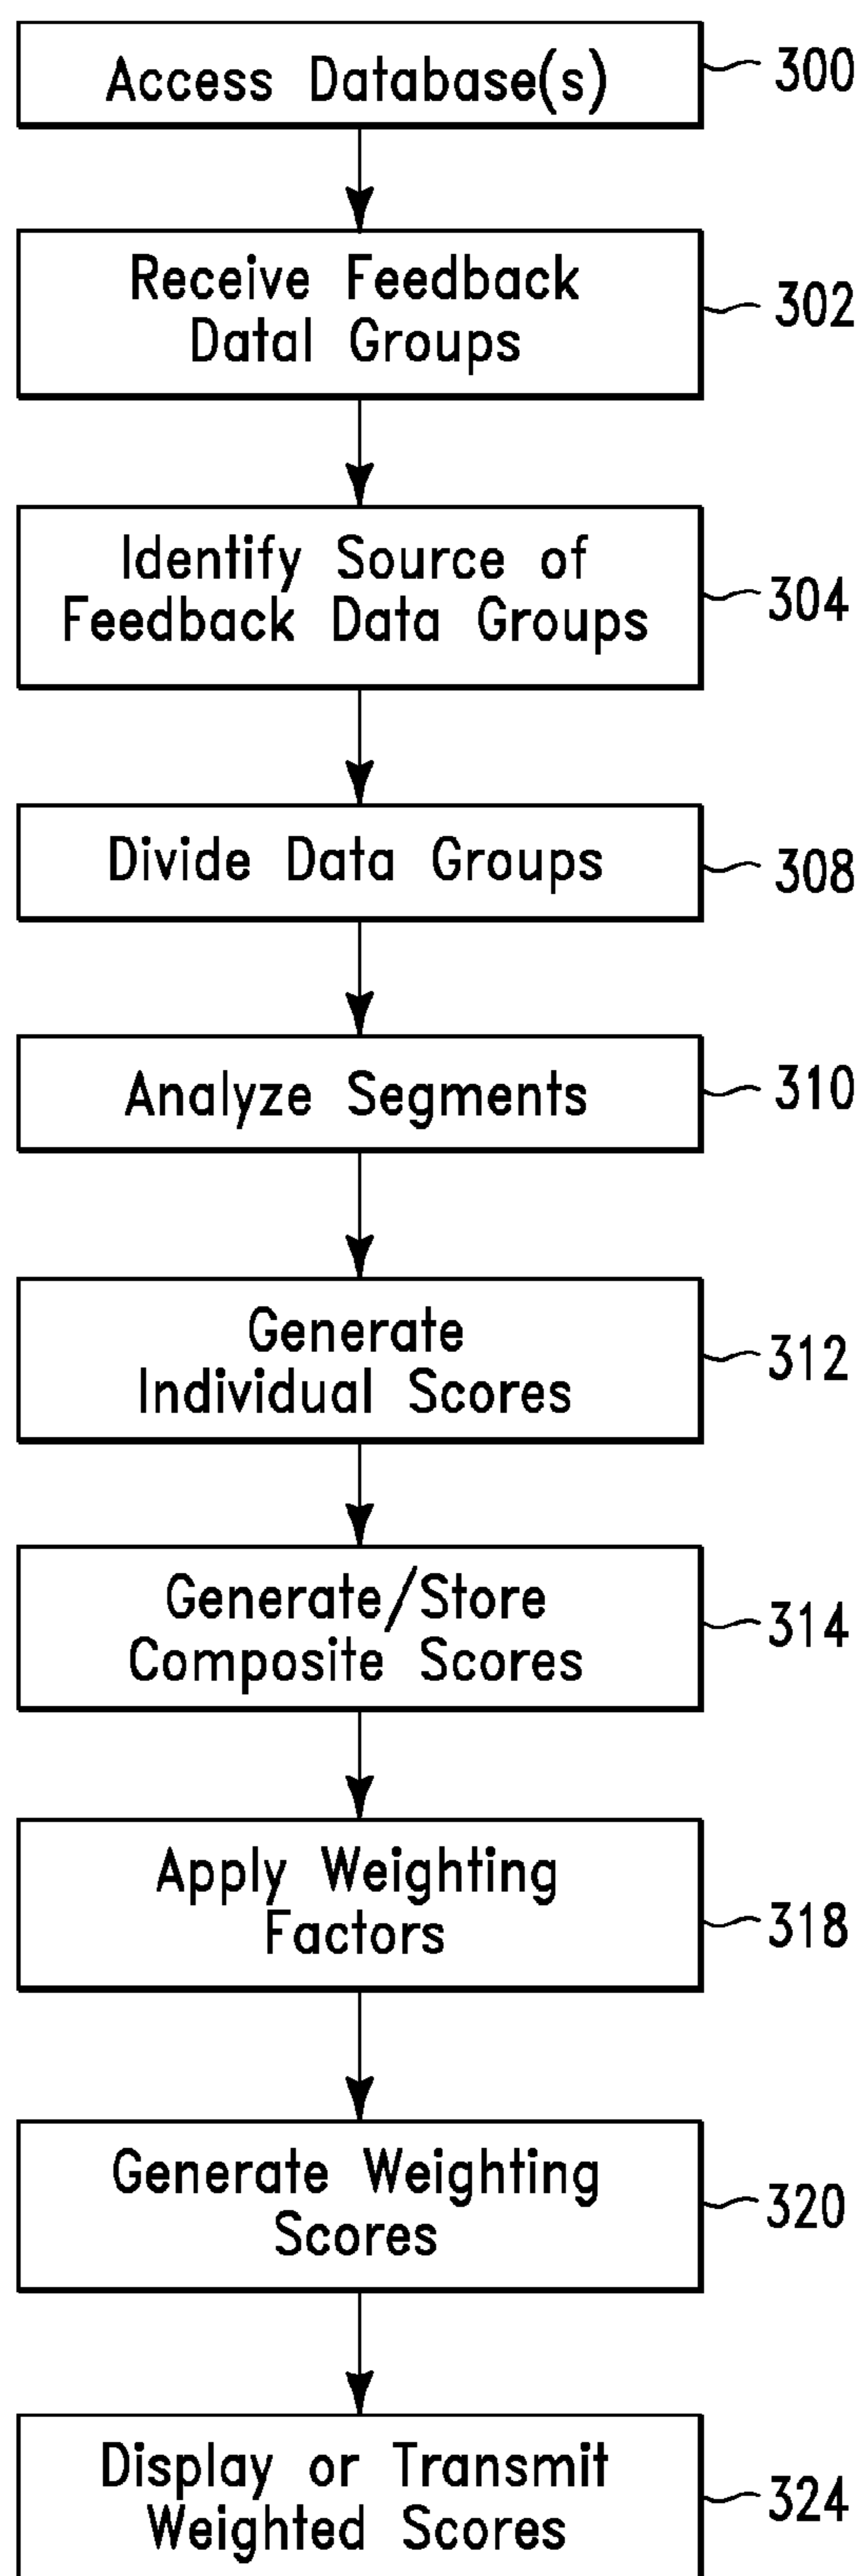 Access Database(s)
300
Receive Feedback
Datal Groups
302
Identify Source of
Feedback Data Groups
304
Divide Data Groups
308
Analyze Segments
310
Generate
Individual Scores
312
Generate/Store
Composite Scores
314
Apply Weighting
Factors
318
Generate Weighting
Scores
320
Display or Transmit
Weighted Scores
324